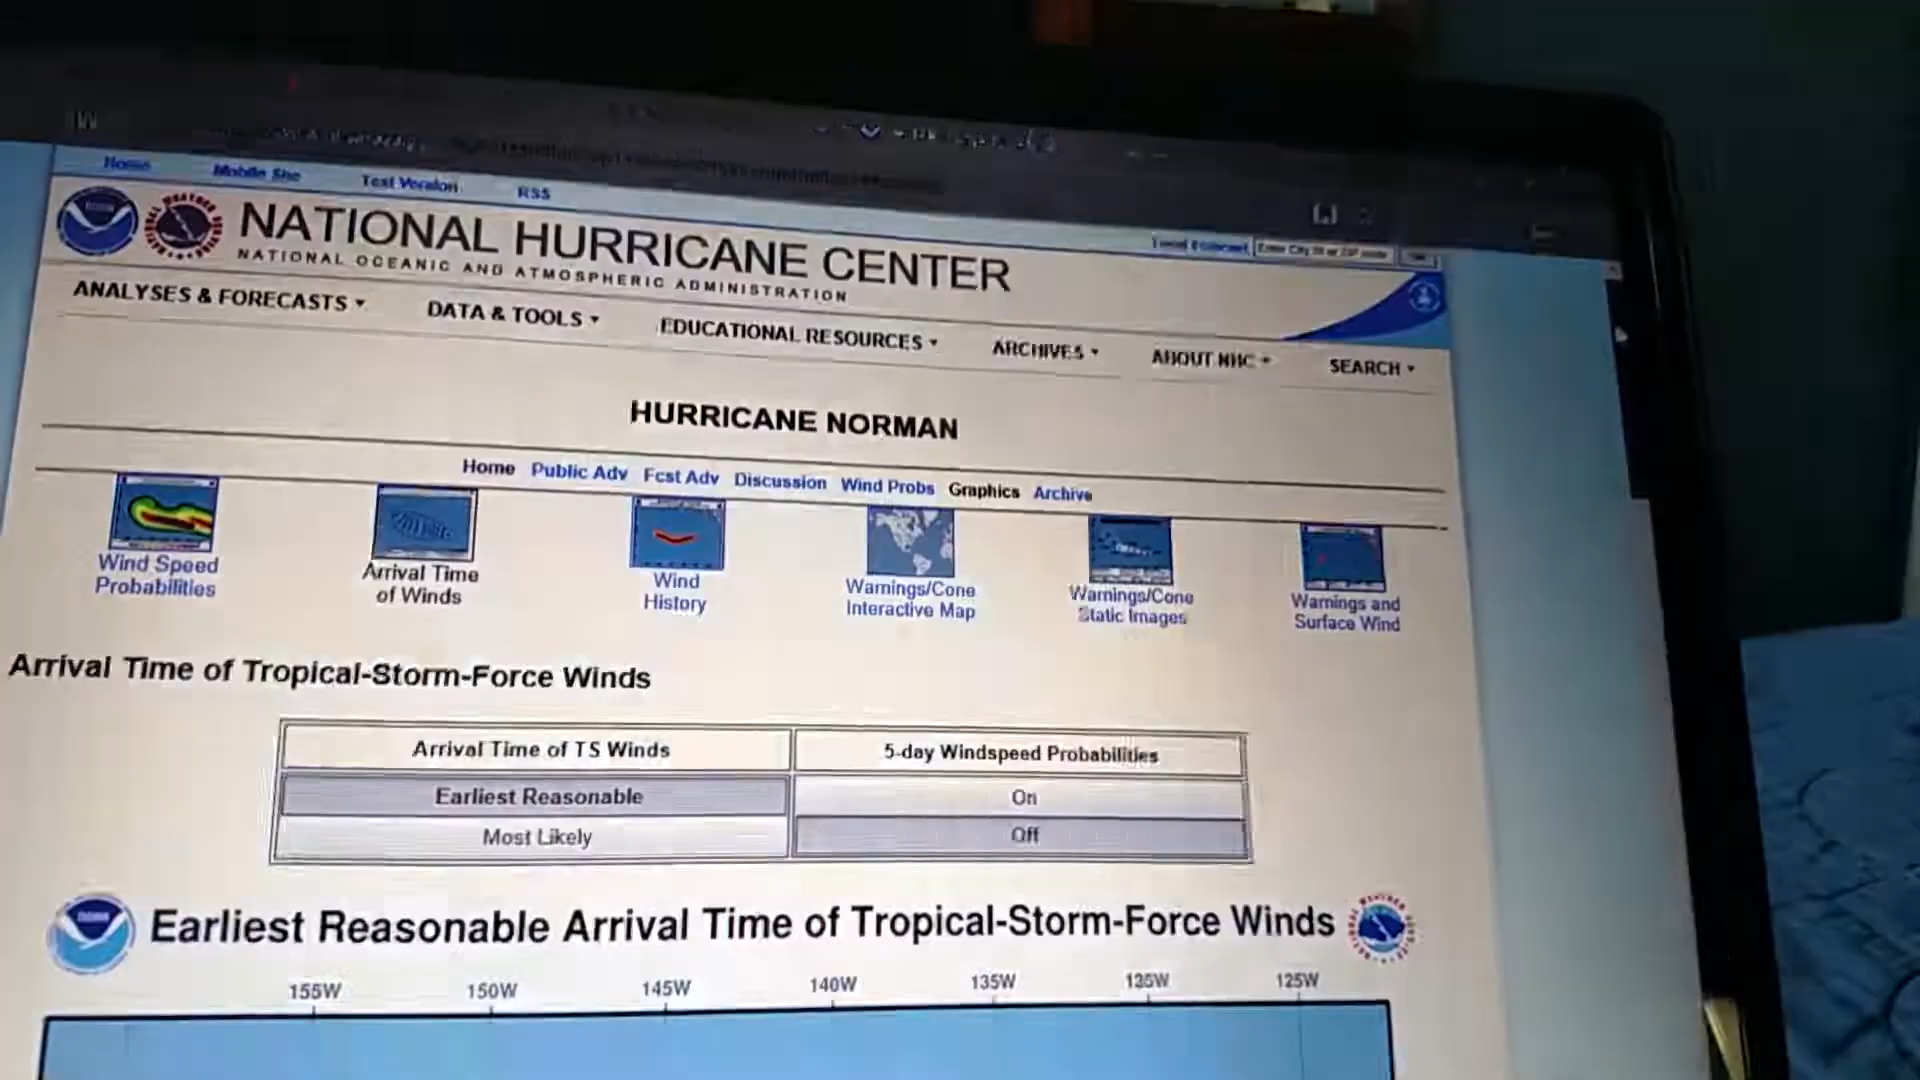 Home Mobile Site Text Version RSS
NATIONAL HURRICANE CENTER
NATIONAL OCEANIC AND ATMOSPHERIC ADMINISTRATION
Local Forecast
ANALYSES & FORECASTS DATA & TOOLS EDUCATIONAL RESOURCES ARCHIVES ABOUT NHC SEARCH
HURRICANE NORMAN
Home Public Adv Fcst Adv Discussion Wind Probs Graphics Archive
Wind Speed Probabilities
Arrival Time of Winds
Wind History
Warnings/Cone Interactive Map
Warnings/Cone Static Images
Warnings and Surface Wind
Arrival Time of Tropical-Storm-Force Winds
Arrival Time of TS Winds 5-day Windspeed Probabilities
Earliest Reasonable On
Most Likely Off
Earliest Reasonable Arrival Time of Tropical-Storm-Force Winds
155W 150W 145W 140W 135W 125W